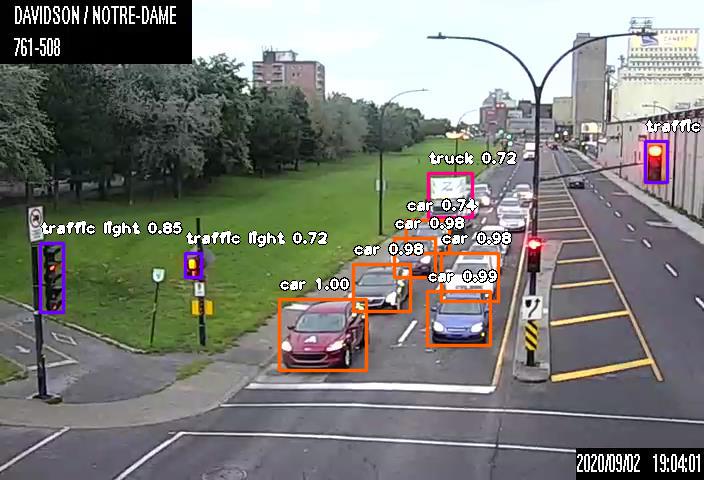 DAVIDSON / NOTRE-DAME
761-508
traffic
truck 0.72
car 0.74
car 0.98
traffic light 0.85
traffic light 0.72
car 0.98
car 0.98
car 0.99
car 1.00
2020/09/02 19:04:01